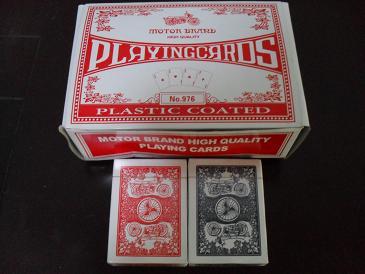 MOTOR BRAND
HIGH QUALITY
PLAYINGCARDS
No.976
PLASTIC COATED
MOTOR BRAND HIGH QUALITY
PLAYING CARDS